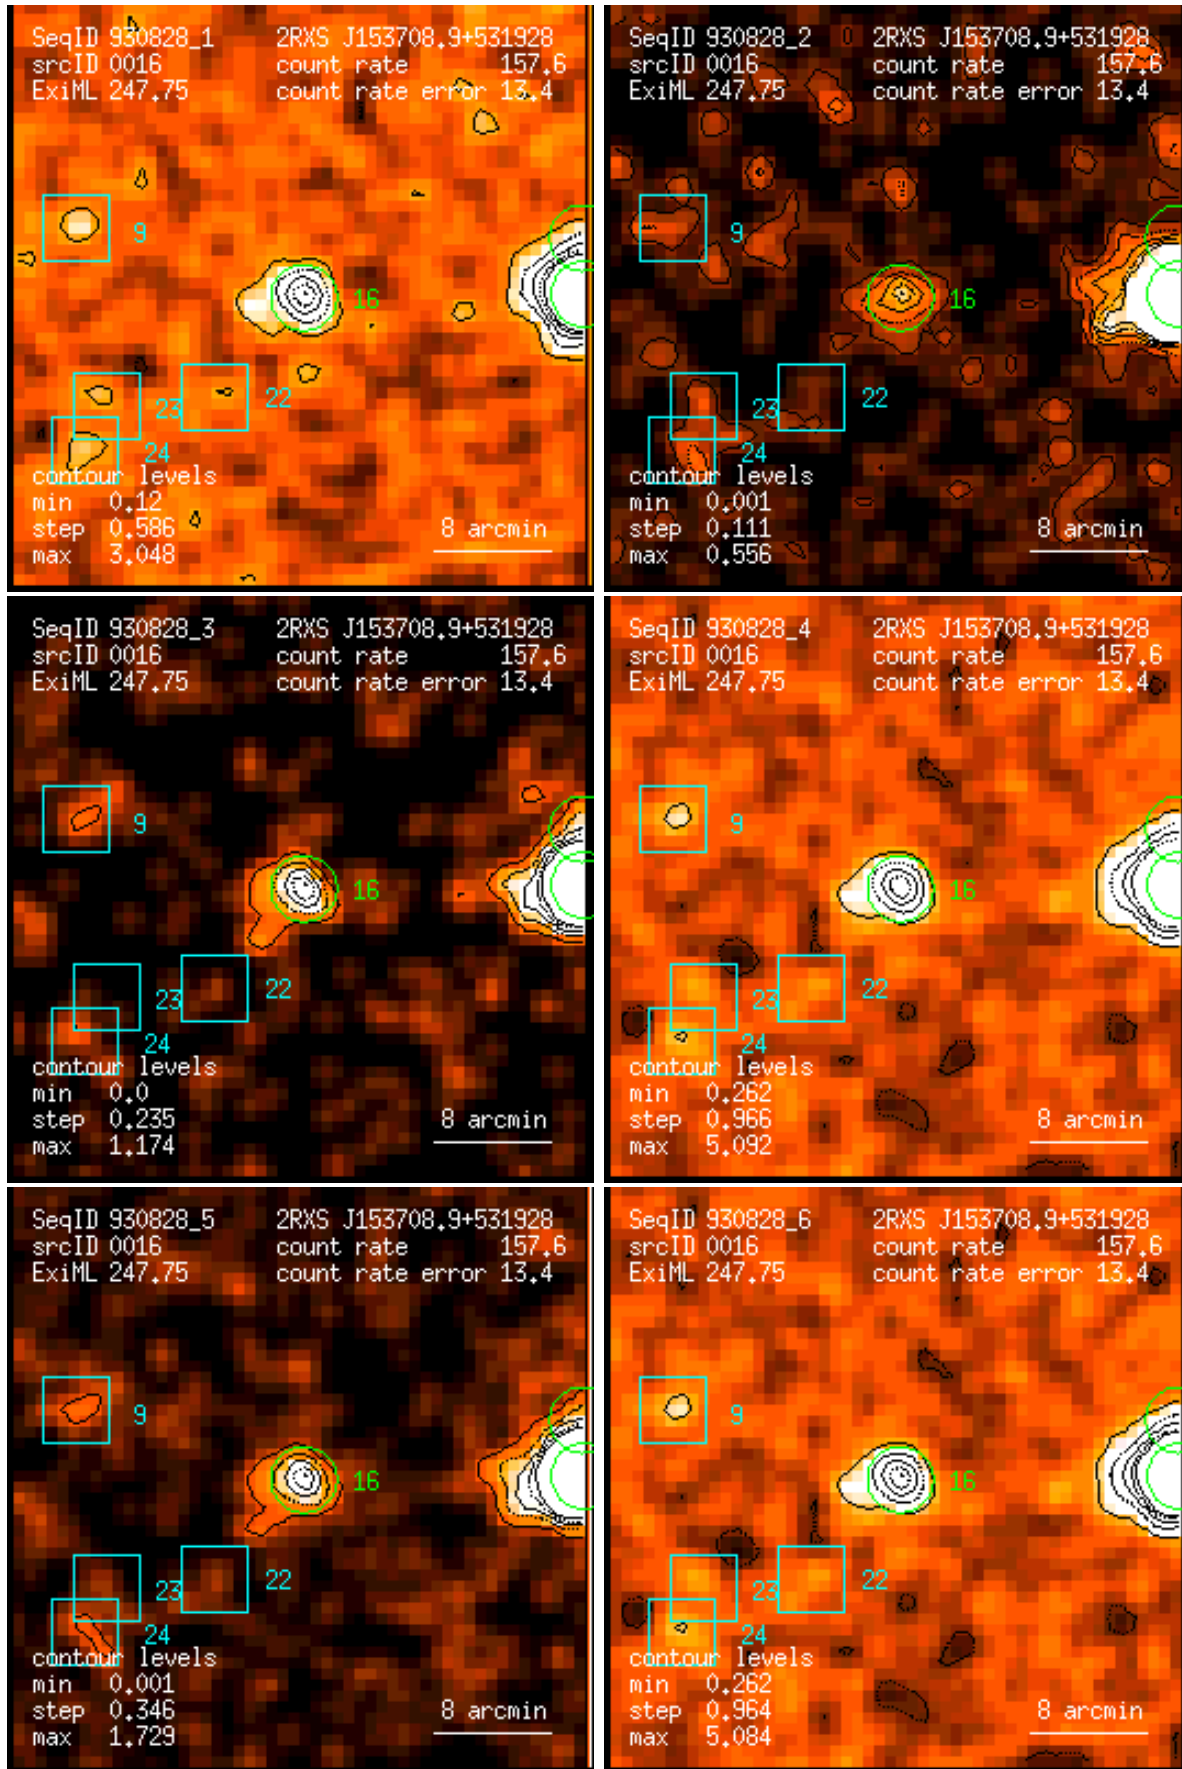 SeqID 930828_1 2RXS J153708.9+531928
srcID 0016 count rate 157.6
ExiML 247.75 count rate error 13.4
9
16
22
23
24
contour levels
min 0.12
step 0.586 8 arcmin
max 3.048
SeqID 930828_2 2RXS J153708.9+531928
srcID 0016 count rate 157.6
ExiML 247.75 count rate error 13.4
9
16
22
23
24
contour levels
min 0.001
step 0.111 8 arcmin
max 0.556
SeqID 930828_3 2RXS J153708.9+531928
srcID 0016 count rate 157.6
ExiML 247.75 count rate error 13.4
9
16
22
23
24
contour levels
min 0.0
step 0.235 8 arcmin
max 1.174
SeqID 930828_4 2RXS J153708.9+531928
srcID 0016 count rate 157.6
ExiML 247.75 count rate error 13.4
9
16
22
23
24
contour levels
min 0.262
step 0.966 8 arcmin
max 5.092
SeqID 930828_5 2RXS J153708.9+531928
srcID 0016 count rate 157.6
ExiML 247.75 count rate error 13.4
9
16
22
23
24
contour levels
min 0.001
step 0.346 8 arcmin
max 1.729
SeqID 930828_6 2RXS J153708.9+531928
srcID 0016 count rate 157.6
ExiML 247.75 count rate error 13.4
9
16
22
23
24
contour levels
min 0.262
step 0.964 8 arcmin
max 5.084